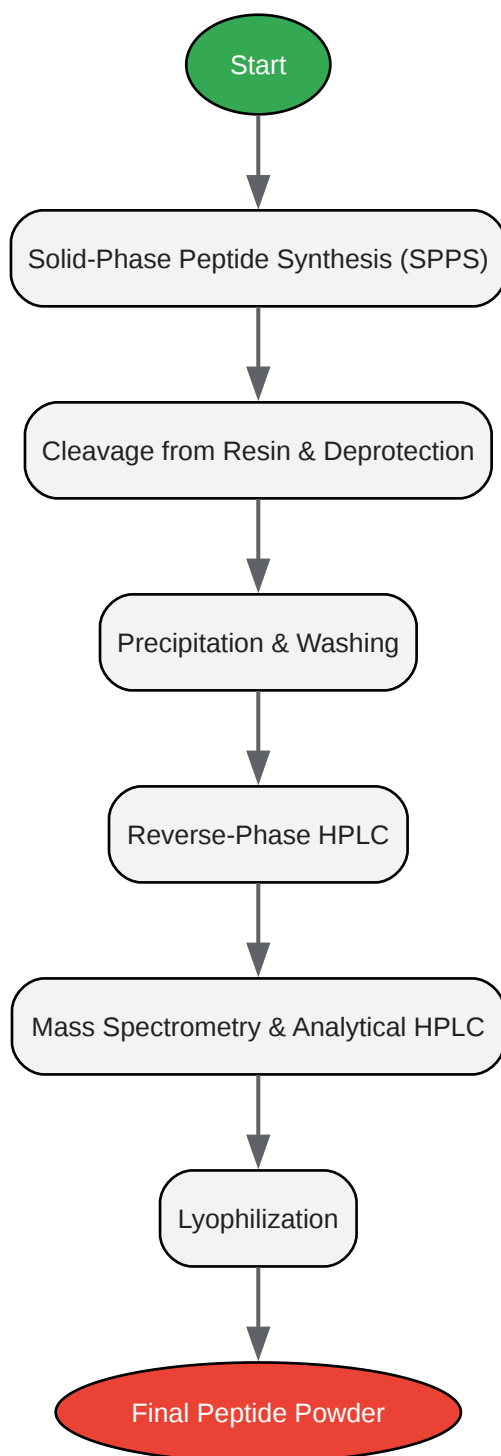 Start
Solid-Phase Peptide Synthesis (SPPS)
Cleavage from Resin & Deprotection
Precipitation & Washing
Reverse-Phase HPLC
Mass Spectrometry & Analytical HPLC
Lyophilization
Final Peptide Powder